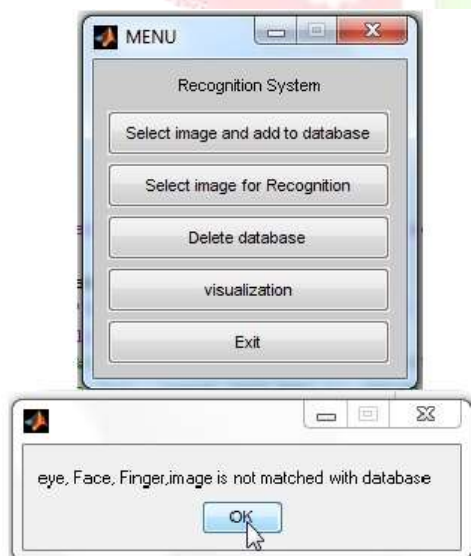 MENU
Recognition System
Select image and add to database
Select image for Recognition
Delete database
visualization
Exit
eye, Face, Finger,image is not matched with database
OK